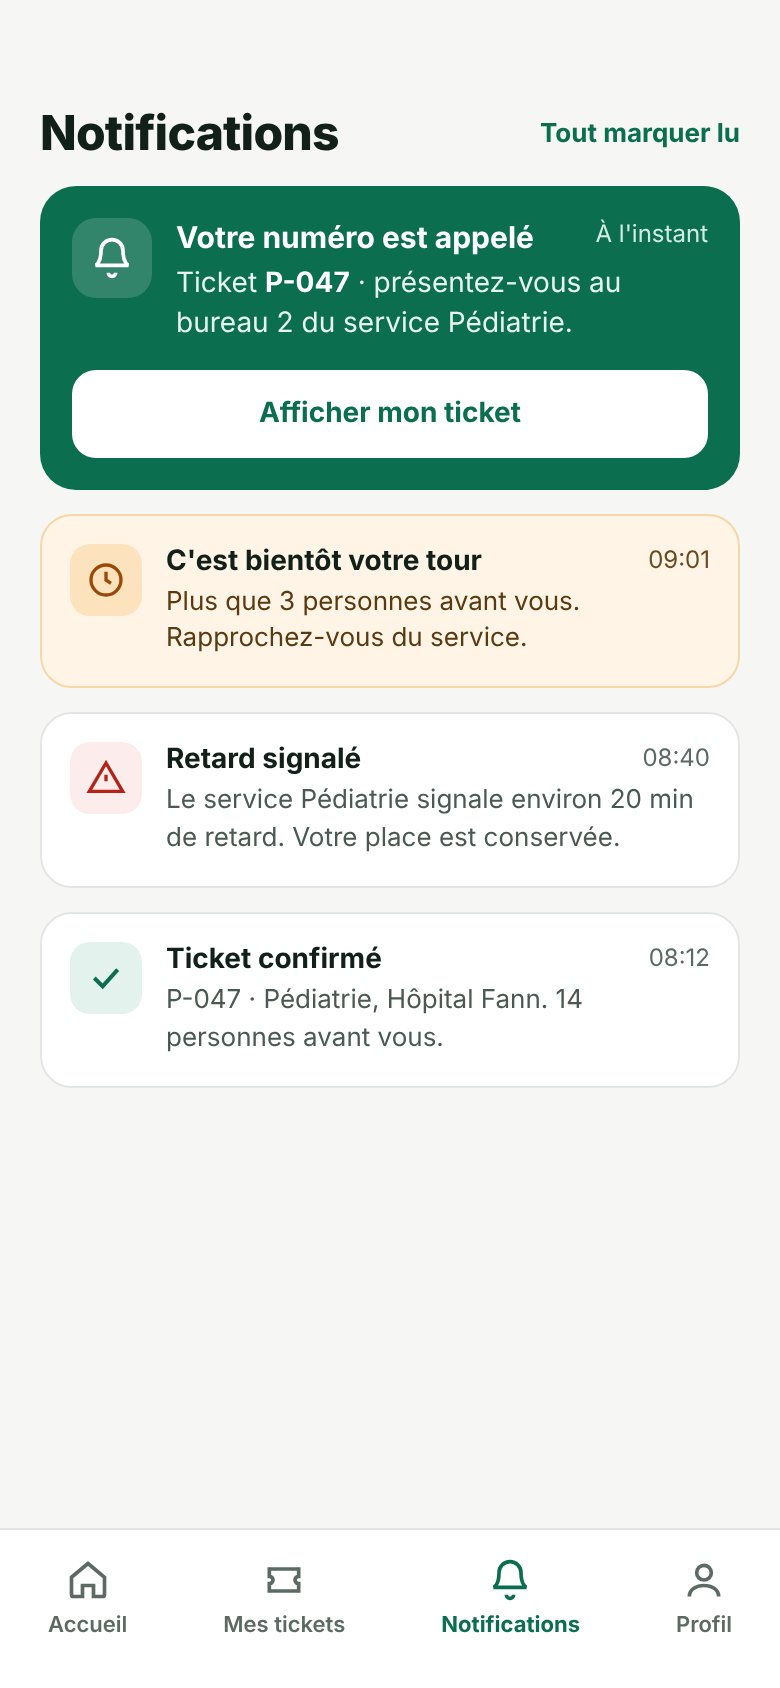 Notifications
Tout marquer lu
Votre numéro est appelé
À l'instant
Ticket P-047 · présentez-vous au
bureau 2 du service Pédiatrie.
Afficher mon ticket
C'est bientôt votre tour
09:01
Plus que 3 personnes avant vous.
Rapprochez-vous du service.
Retard signalé
08:40
Le service Pédiatrie signale environ 20 min
de retard. Votre place est conservée.
Ticket confirmé
08:12
P-047 · Pédiatrie, Hôpital Fann. 14
personnes avant vous.
Accueil
Mes tickets
Notifications
Profil